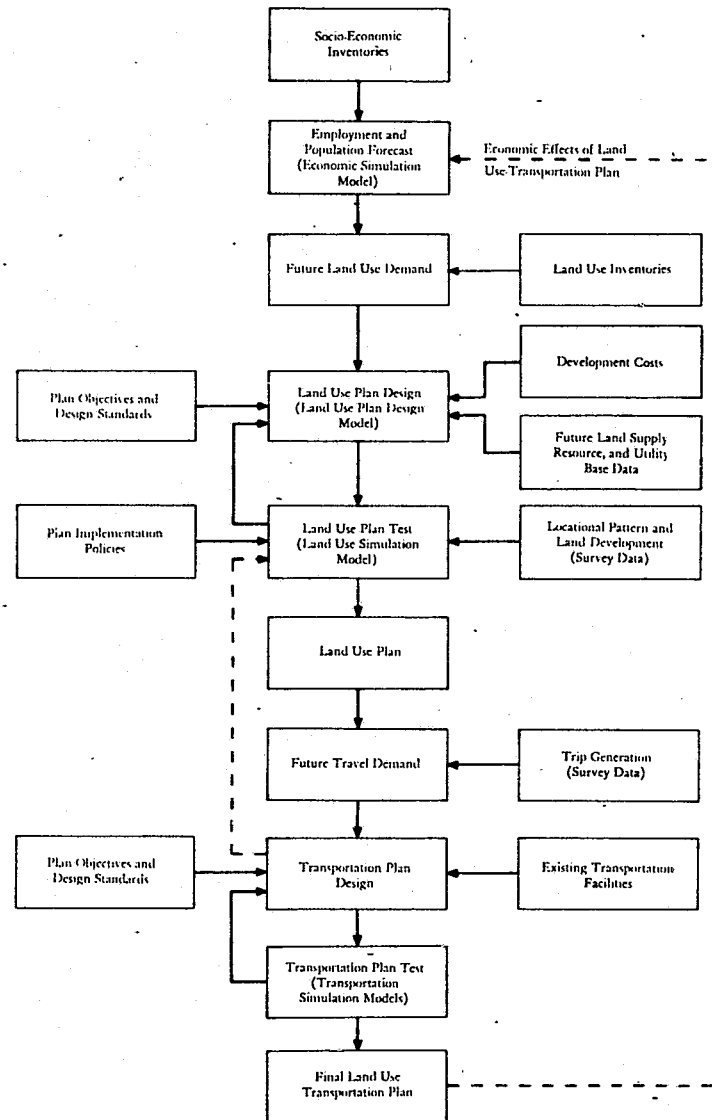 Socio-Economic
Inventories
Employment and
Population Forecast
(Economic Simulation
Model)
Economic Effects of Land
Use-Transportation Plan
Future Land Use Demand
Land Use Inventories
Development Costs
Plan Objectives and
Design Standards
Land Use Plan Design
(Land Use Plan Design
Model)
Future Land Supply
Resource, and Utility
Base Data
Plan Implementation
Policies
Land Use Plan Test
(Land Use Simulation
Model)
Locational Pattern and
Land Development
(Survey Data)
Land Use Plan
Future Travel Demand
Trip Generation
(Survey Data)
Plan Objectives and
Design Standards
Transportation Plan
Design
Existing Transportation
Facilities
Transportation Plan Test
(Transportation
Simulation Models)
Final Land Use
Transportation Plan